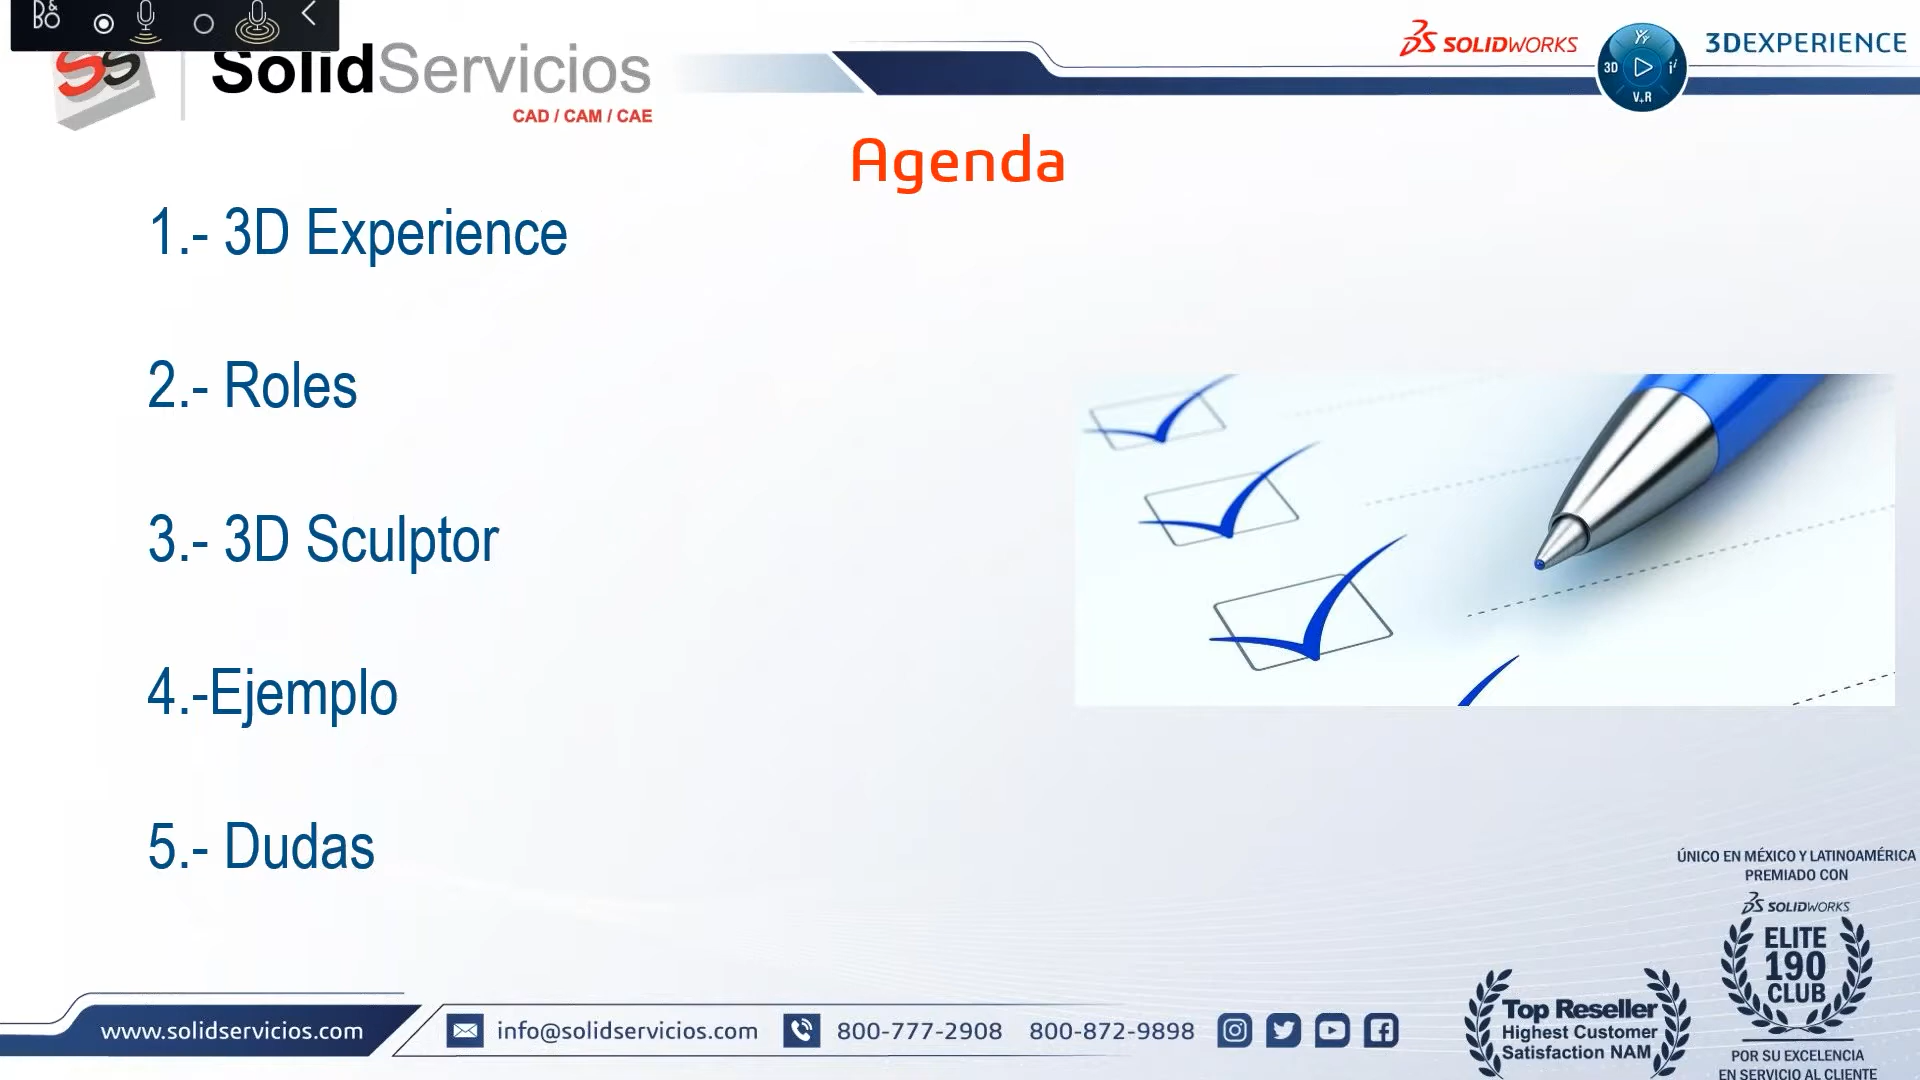 B&O
SS
SolidServicios
CAD / CAM / CAE
SOLIDWORKS
3D
V+R
3DEXPERIENCE
Agenda
1.- 3D Experience
2.- Roles
3.- 3D Sculptor
4.-Ejemplo
5.- Dudas
ÚNICO EN MÉXICO Y LATINOAMÉRICA
PREMIADO CON
SOLIDWORKS
ELITE
190
CLUB
POR SU EXCELENCIA
EN SERVICIO AL CLIENTE
Top Reseller
Highest Customer
Satisfaction NAM
www.solidservicios.com
info@solidservicios.com
800-777-2908 800-872-9898